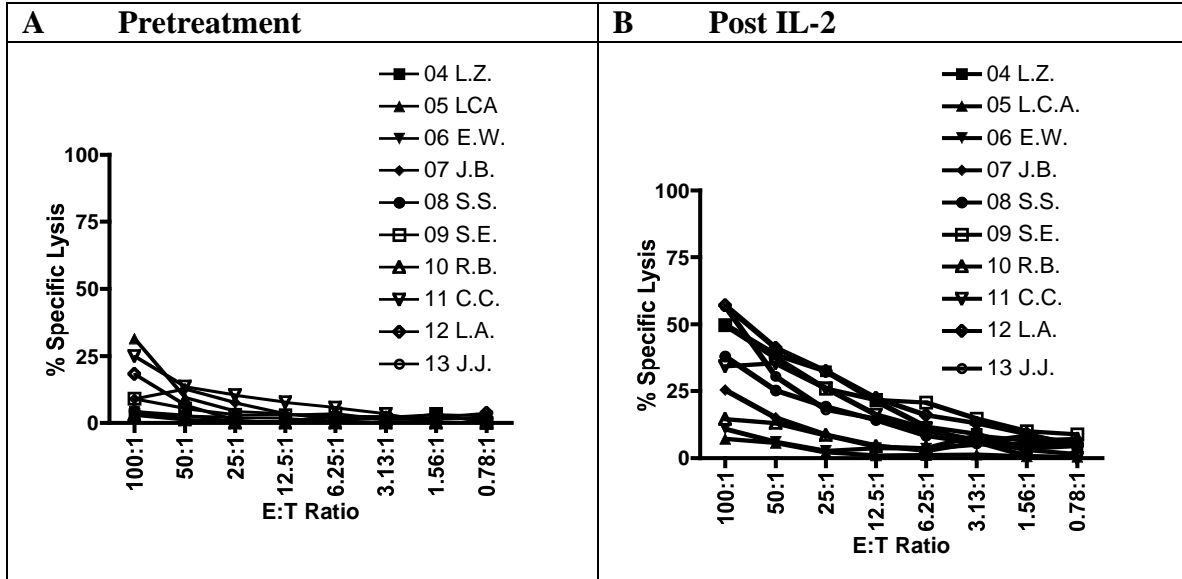 A Pretreatment
04 L.Z.
05 LCA
06 E.W.
07 J.B.
08 S.S.
09 S.E.
10 R.B.
11 C.C.
12 L.A.
13 J.J.
% Specific Lysis
100
75
50
25
0
100:1
50:1
25:1
12.5:1
6.25:1
3.13:1
1.56:1
0.78:1
E:T Ratio
B Post IL-2
04 L.Z.
05 L.C.A.
06 E.W.
07 J.B.
08 S.S.
09 S.E.
10 R.B.
11 C.C.
12 L.A.
13 J.J.
% Specific Lysis
100
75
50
25
0
100:1
50:1
25:1
12.5:1
6.25:1
3.13:1
1.56:1
0.78:1
E:T Ratio